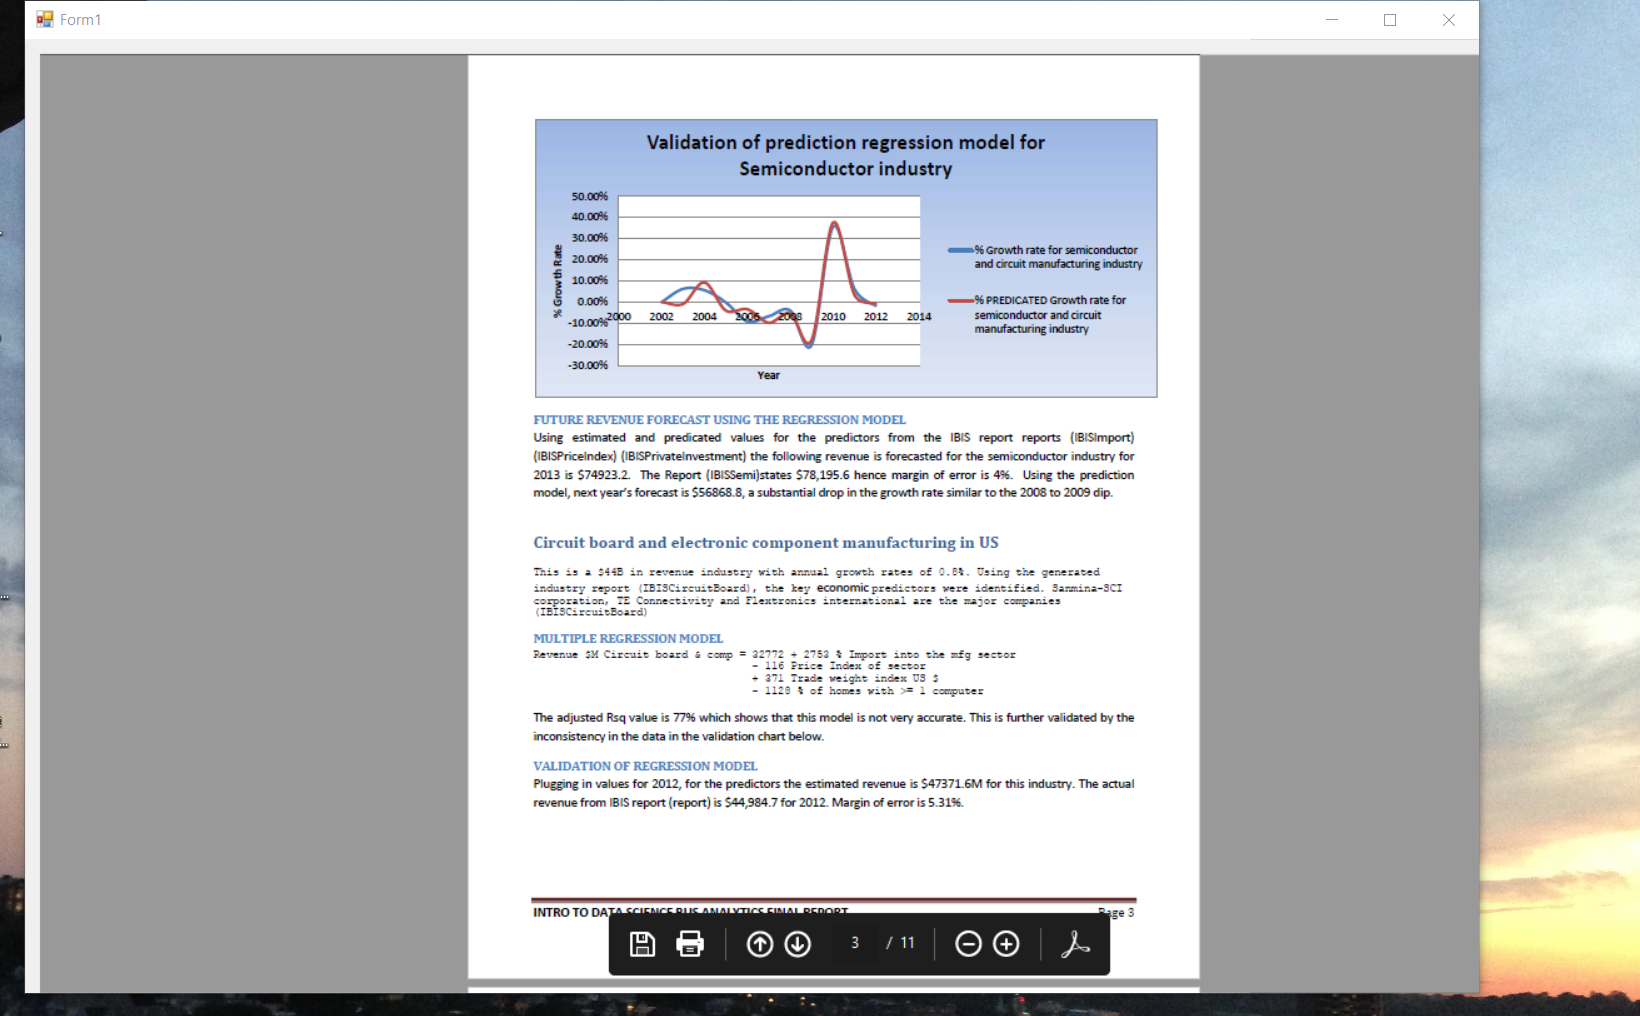 Form1
Validation of prediction regression model for
Semiconductor industry
50.00%
40.00%
30.00%
20.00%
10.00%
0.00%
-10.00%
-20.00%
-30.00%
% Growth Rate
2000 2002 2004 2006 2008 2010 2012 2014
Year
% Growth rate for semiconductor
and circuit manufacturing industry
% PREDICATED Growth rate for
semiconductor and circuit
manufacturing industry
FUTURE REVENUE FORECAST USING THE REGRESSION MODEL
Using estimated and predicated values for the predictors from the IBIS report reports (IBISImport)
(IBISPriceIndex) (IBISPrivateInvestment) the following revenue is forecasted for the semiconductor industry for
2013 is $74923.2. The Report (IBISSemi)states $78,195.6 hence margin of error is 4%. Using the prediction
model, next year's forecast is $56868.8, a substantial drop in the growth rate similar to the 2008 to 2009 dip.
Circuit board and electronic component manufacturing in US
This is a $44B in revenue industry with annual growth rates of 0.8%. Using the generated
industry report (IBISCircuitBoard), the key economic predictors were identified. Sanmina-SCI
corporation, TE Connectivity and Flextronics international are the major companies
(IBISCircuitBoard)
MULTIPLE REGRESSION MODEL
Revenue $M Circuit board & comp = 32772 + 2753 % Import into the mfg sector
- 116 Price Index of sector
+ 371 Trade weight index US $
- 1128 % of homes with >= 1 computer
The adjusted Rsq value is 77% which shows that this model is not very accurate. This is further validated by the
inconsistency in the data in the validation chart below.
VALIDATION OF REGRESSION MODEL
Plugging in values for 2012, for the predictors the estimated revenue is $47371.6M for this industry. The actual
revenue from IBIS report (report) is $44,984.7 for 2012. Margin of error is 5.31%.
INTRO TO DATA SCIENCE BUS ANALYTICS FINAL REPORT Page 3
3 / 11